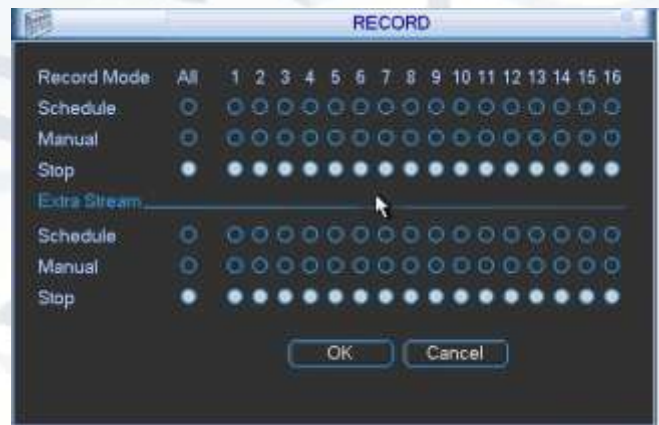 RECORD
Record Mode All 1 2 3 4 5 6 7 8 9 10 11 12 13 14 15 16
Schedule
Manual
Stop
Extra Stream
Schedule
Manual
Stop
OK Cancel